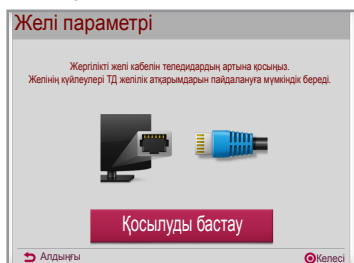 Желі параметрі
Жергілікті желі кабелін теледидардың артына қосыңыз.
Желінің күйлеулері ТД желілік атқарымдарын пайдалануға мүмкіндік береді.
Қосылуды бастау
Алдыңғы
Келесі